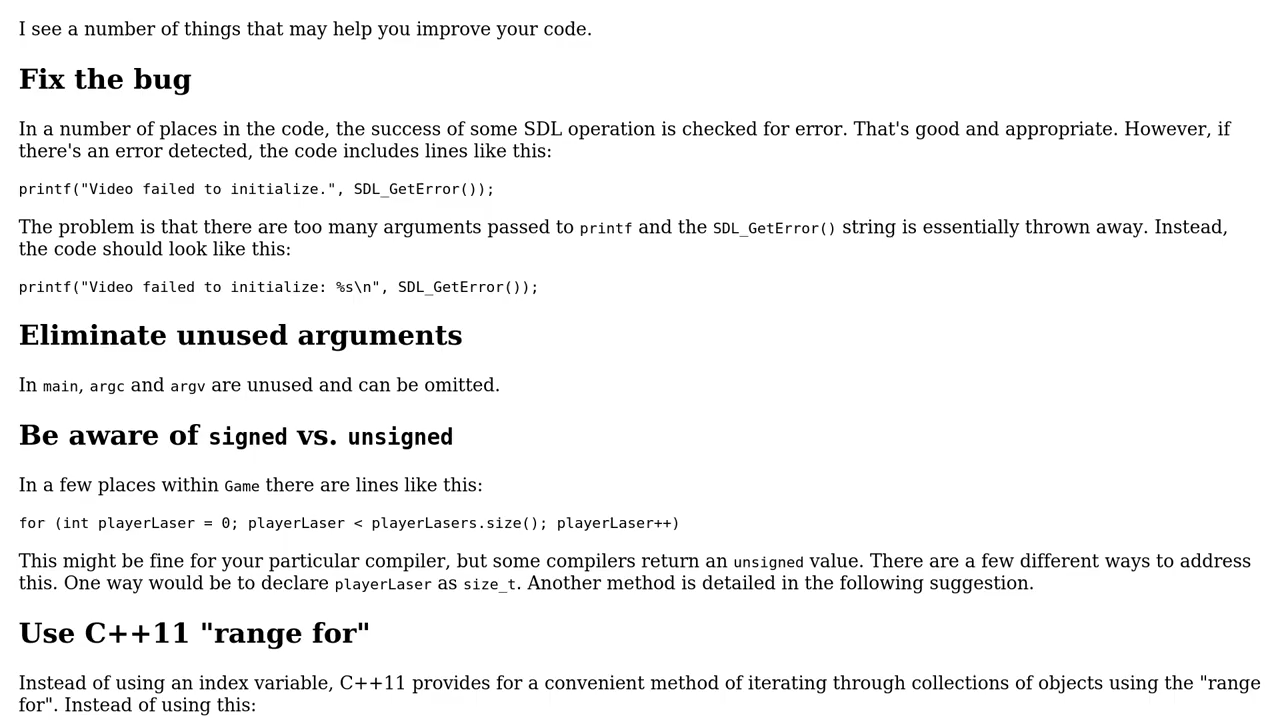 I see a number of things that may help you improve your code.
Fix the bug
In a number of places in the code, the success of some SDL operation is checked for error. That's good and appropriate. However, if
there's an error detected, the code includes lines like this:
printf("Video failed to initialize.", SDL_GetError());
The problem is that there are too many arguments passed to printf and the SDL_GetError() string is essentially thrown away. Instead,
the code should look like this:
printf("Video failed to initialize: %s\n", SDL_GetError());
Eliminate unused arguments
In main, argc and argv are unused and can be omitted.
Be aware of signed vs. unsigned
In a few places within Game there are lines like this:
for (int playerLaser = 0; playerLaser < playerLasers.size(); playerLaser++)
This might be fine for your particular compiler, but some compilers return an unsigned value. There are a few different ways to address
this. One way would be to declare playerLaser as size_t. Another method is detailed in the following suggestion.
Use C++11 "range for"
Instead of using an index variable, C++11 provides for a convenient method of iterating through collections of objects using the "range
for". Instead of using this: